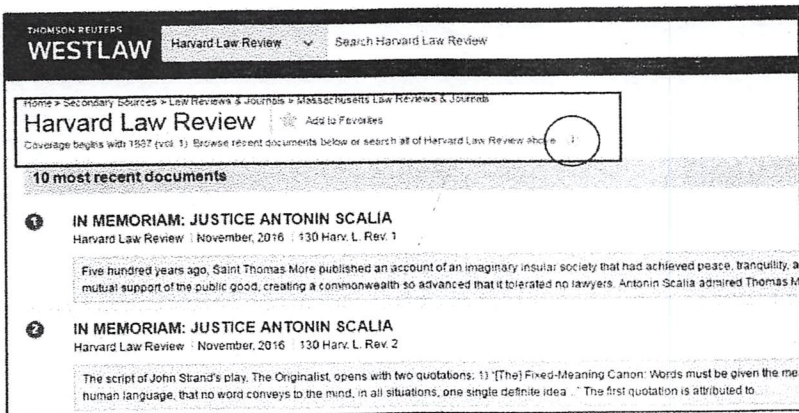 THOMSON REUTERS
WESTLAW
Harvard Law Review
Search Harvard Law Review
Home > Secondary Sources > Law Reviews & Journals > Massachusetts Law Reviews & Journals
Harvard Law Review Add to Favorites
Coverage begins with 1887 (vol. 1) Browse recent documents below or search all of Harvard Law Review above
10 most recent documents
1 IN MEMORIAM: JUSTICE ANTONIN SCALIA
Harvard Law Review November, 2016 130 Harv. L. Rev. 1
Five hundred years ago, Saint Thomas More published an account of an imaginary insular society that had achieved peace, tranquility, a
mutual support of the public good, creating a commonwealth so advanced that it tolerated no lawyers. Antonin Scalia admired Thomas M
2 IN MEMORIAM: JUSTICE ANTONIN SCALIA
Harvard Law Review November, 2016 130 Harv. L. Rev. 2
The script of John Strand's play, The Originalist, opens with two quotations: 1) "[The] Fixed-Meaning Canon: Words must be given the me
human language, that no word conveys to the mind, in all situations, one single definite idea..." The first quotation is attributed to...